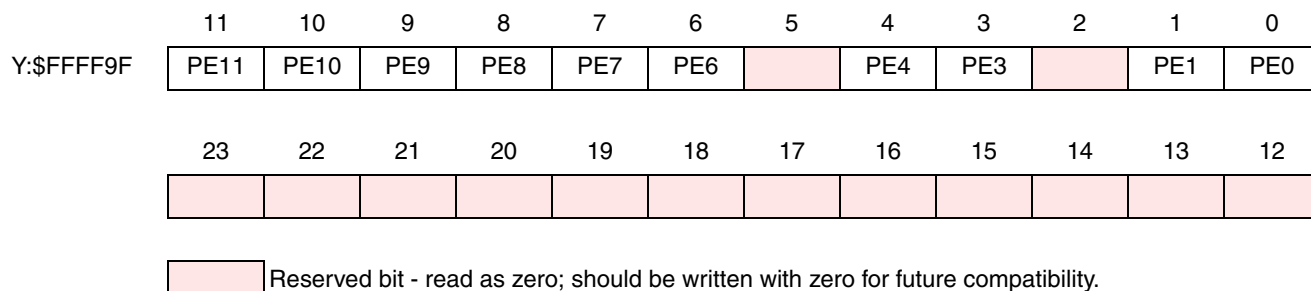 11 10 9 8 7 6 5 4 3 2 1 0
Y:$FFFF9F PE11 PE10 PE9 PE8 PE7 PE6 PE4 PE3 PE1 PE0
23 22 21 20 19 18 17 16 15 14 13 12
Reserved bit - read as zero; should be written with zero for future compatibility.